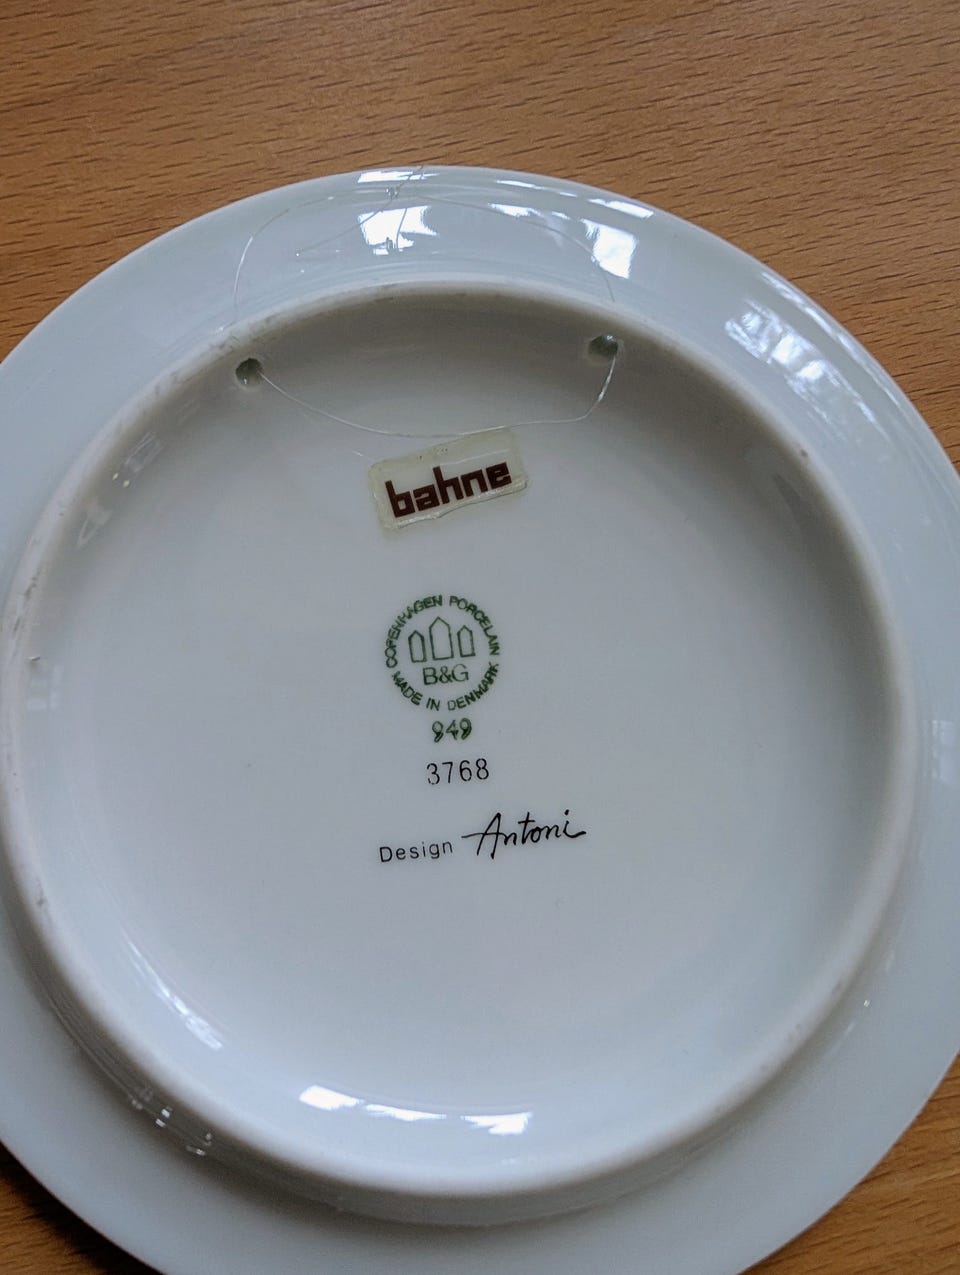 bahne
COPENHAGEN PORCELAIN
B&G
MADE IN DENMARK
949
3768
Design Antoni